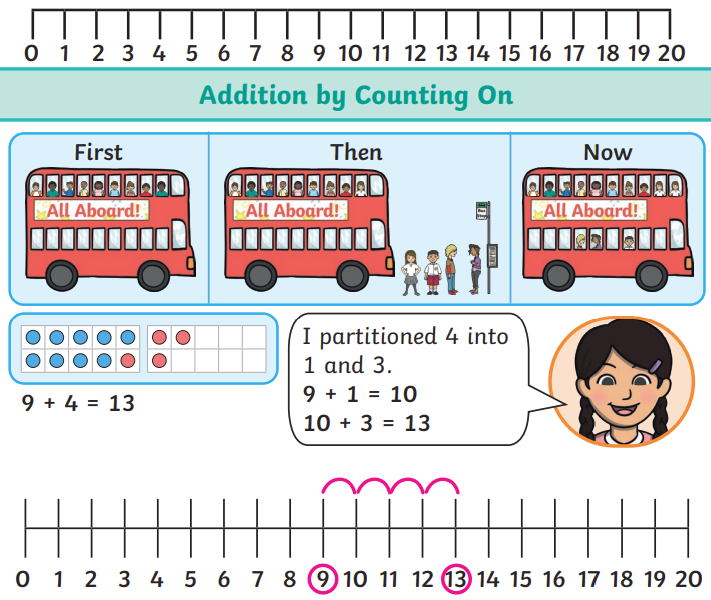 0 1 2 3 4 5 6 7 8 9 10 11 12 13 14 15 16 17 18 19 20
Addition by Counting On
First
Then
Now
All Aboard!
All Aboard!
Bus
Stop
All Aboard!
9 + 4 = 13
I partitioned 4 into
1 and 3.
9 + 1 = 10
10 + 3 = 13
0 1 2 3 4 5 6 7 8 9 10 11 12 13 14 15 16 17 18 19 20